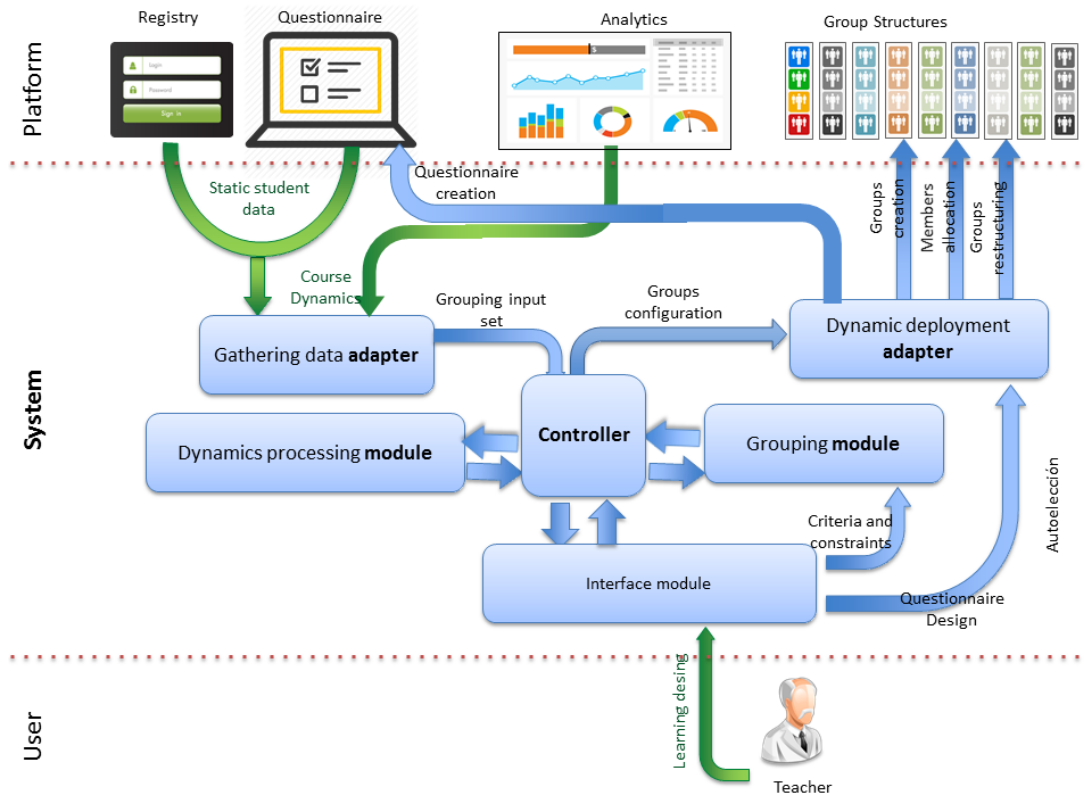 Registry
Questionnaire
Analytics
Group Structures
Platform
Login
Password
Sign in
Static student
data
Questionnaire
creation
Groups
creation
Members
allocation
Groups
restructuring
Course
Dynamics
Grouping input
set
Groups
configuration
Gathering data adapter
Dynamic deployment
adapter
System
Controller
Dynamics processing module
Grouping module
Criteria and
constraints
Autoelección
Interface module
Questionnaire
Design
User
Learning desing
Teacher